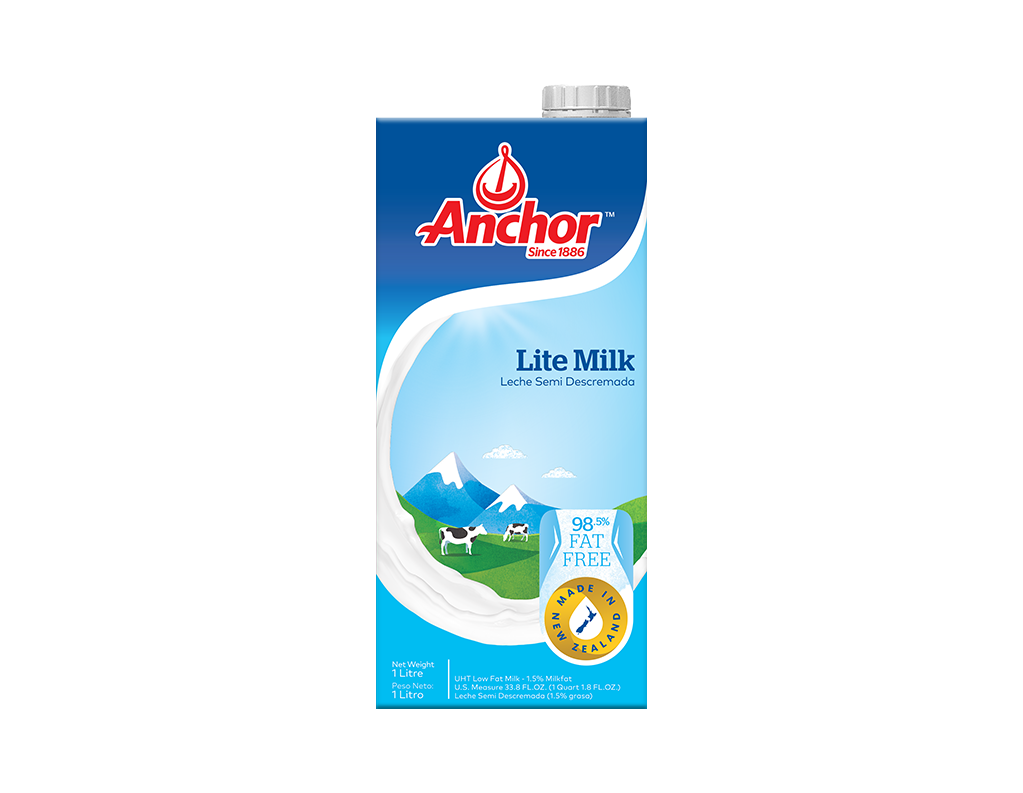 Anchor™
Since 1886
Lite Milk
Leche Semi Descremada
98.5%
FAT
FREE
MADE IN
NEW ZEALAND
Net Weight
1 Litre
Peso Neto:
1 Litro
UHT Low Fat Milk - 1.5% Milkfat
U.S. Measure 33.8 FL.OZ. (1 Quart 1.8 FL.OZ.)
Leche Semi Descremada (1.5% grasa)